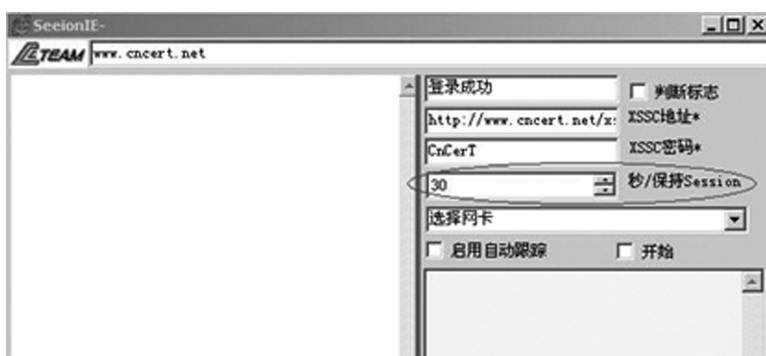 SeeionIE-
TEAM www.cncert.net
登录成功 判断标志
http://www.cncert.net/x: XSSC地址*
CnCerT XSSC密码*
30 秒/保持Session
选择网卡
启用自动跟踪 开始